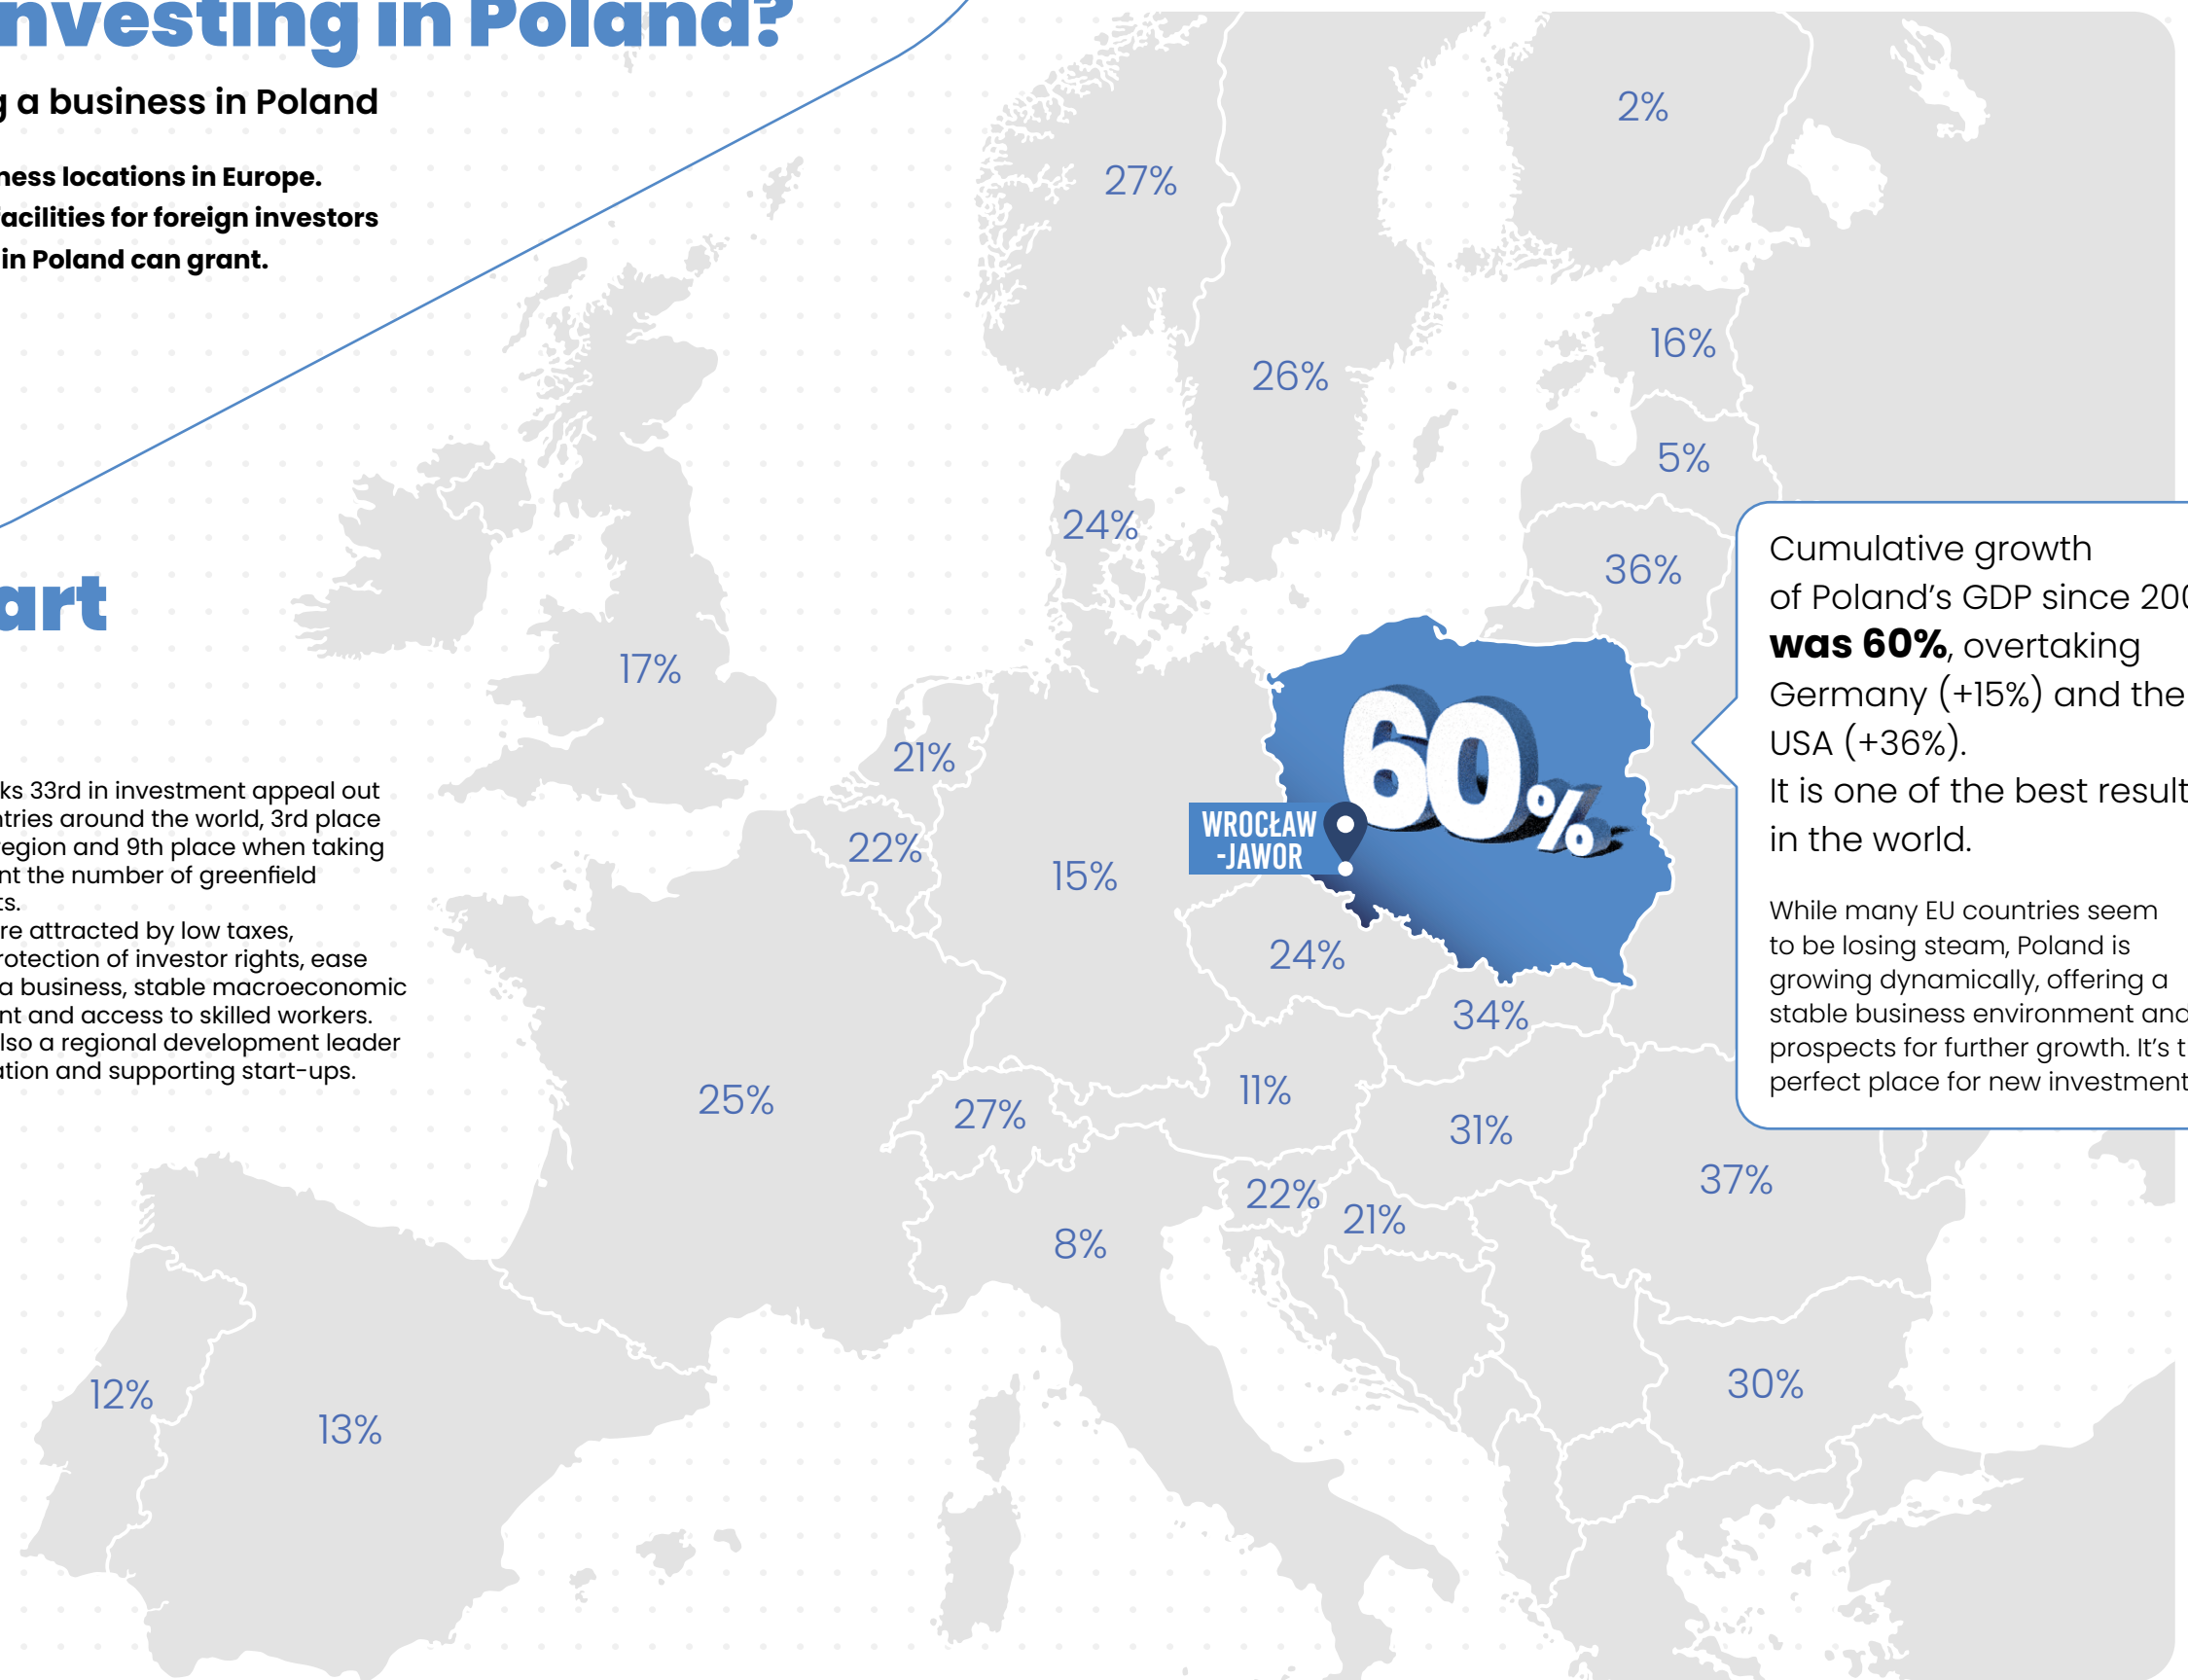 nvesting in Poland?
g a business in Poland
ness locations in Europe.
facilities for foreign investors
in Poland can grant.
art
ks 33rd in investment appeal out
ntries around the world, 3rd place
region and 9th place when taking
nt the number of greenfield
ts.
re attracted by low taxes,
rotection of investor rights, ease
a business, stable macroeconomic
nt and access to skilled workers.
lso a regional development leader
ation and supporting start-ups.
2%
27%
16%
26%
5%
24%
36%
17%
21%
22%
15%
60%
WROCŁAW
-JAWOR
24%
34%
11%
25%
27%
31%
22%
21%
37%
8%
30%
12%
13%
Cumulative growth
of Poland's GDP since 200
was 60%, overtaking
Germany (+15%) and the
USA (+36%).
It is one of the best result
in the world.
While many EU countries seem
to be losing steam, Poland is
growing dynamically, offering a
stable business environment and
prospects for further growth. It's t
perfect place for new investment